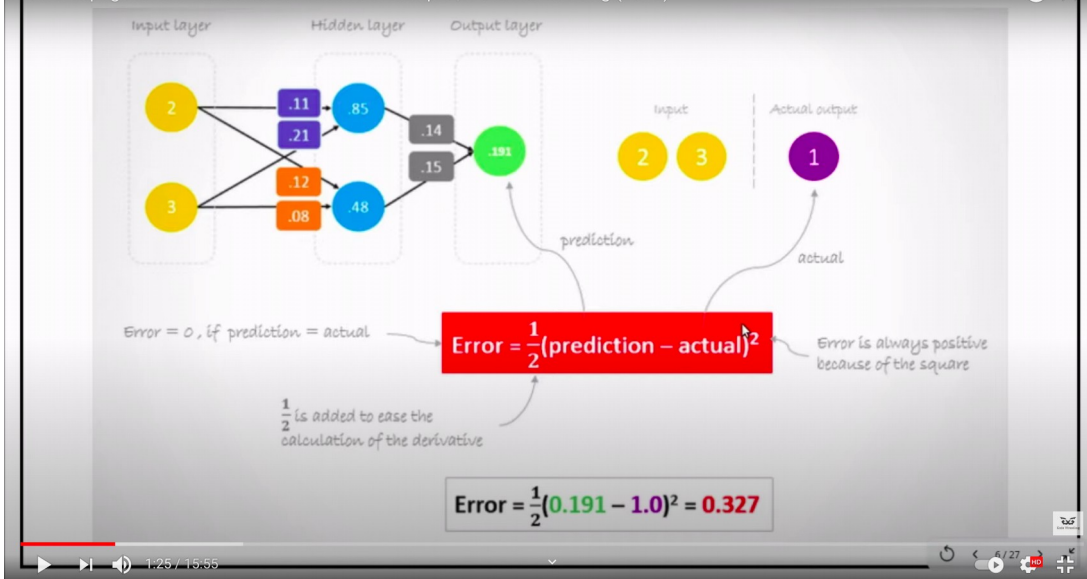 Input layer
Hidden layer
Output layer
2
3
.11
.21
.12
.08
.85
.48
.14
.15
.191
Input
Actual output
2 3
1
prediction
actual
Error = 0, if prediction = actual
Error = 1/2(prediction – actual)²
Error is always positive
because of the square
1/2 is added to ease the
calculation of the derivative
Error = 1/2(0.191 – 1.0)² = 0.327
1:25 / 15:55
6 / 27
HD